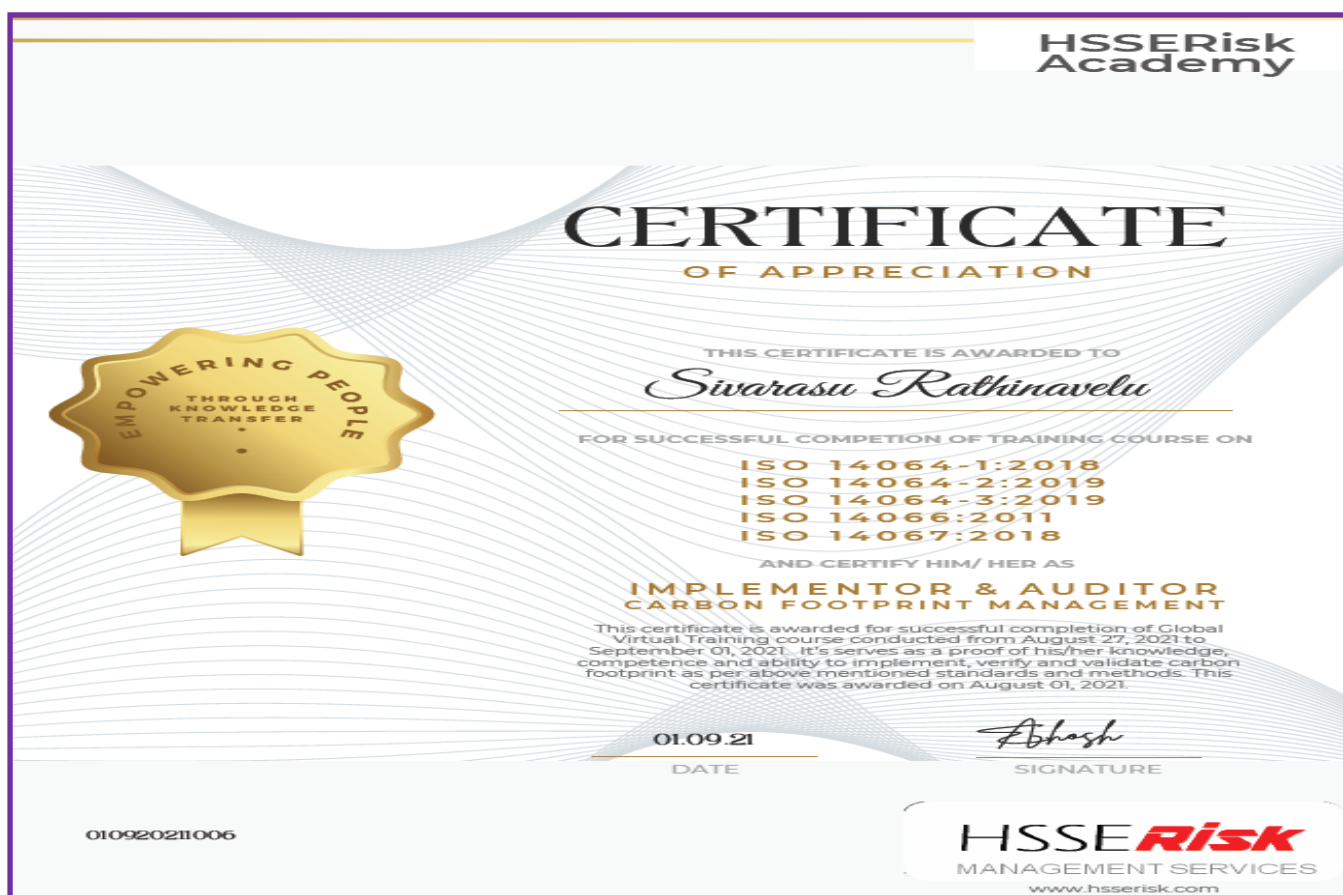 HSSERisk
Academy
CERTIFICATE
OF APPRECIATION
EMPOWERING PEOPLE
THROUGH
KNOWLEDGE
TRANSFER
THIS CERTIFICATE IS AWARDED TO
Sivarasu Rathinavelu
FOR SUCCESSFUL COMPETION OF TRAINING COURSE ON
ISO 14064-1:2018
ISO 14064-2:2019
ISO 14064-3:2019
ISO 14066:2011
ISO 14067:2018
AND CERTIFY HIM/ HER AS
IMPLEMENTOR & AUDITOR
CARBON FOOTPRINT MANAGEMENT
This certificate is awarded for successful completion of Global
Virtual Training course conducted from August 27, 2021 to
September 01, 2021. It's serves as a proof of his/her knowledge,
competence and ability to implement, verify and validate carbon
footprint as per above mentioned standards and methods. This
certificate was awarded on August 01, 2021.
01.09.21
DATE
SIGNATURE
010920211006
HSSERisk
MANAGEMENT SERVICES
www.hsserisk.com